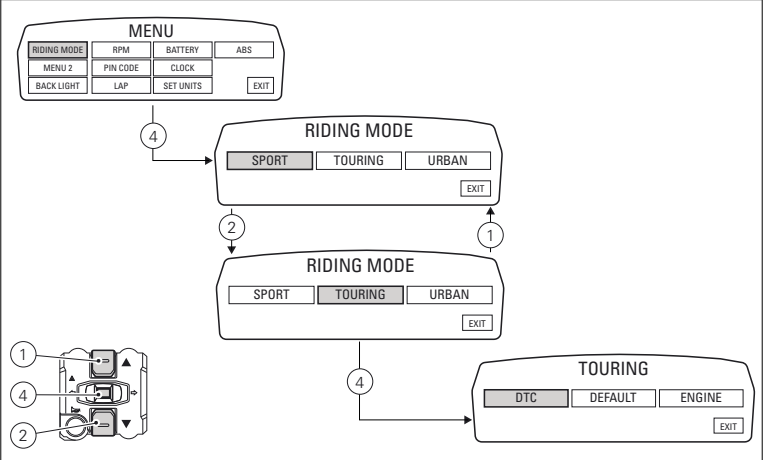 MENU
RIDING MODE RPM BATTERY ABS
MENU 2 PIN CODE CLOCK
BACK LIGHT LAP SET UNITS EXIT
4
RIDING MODE
SPORT TOURING URBAN
EXIT
2
1
RIDING MODE
SPORT TOURING URBAN
EXIT
1
4
2
4
TOURING
DTC DEFAULT ENGINE
EXIT